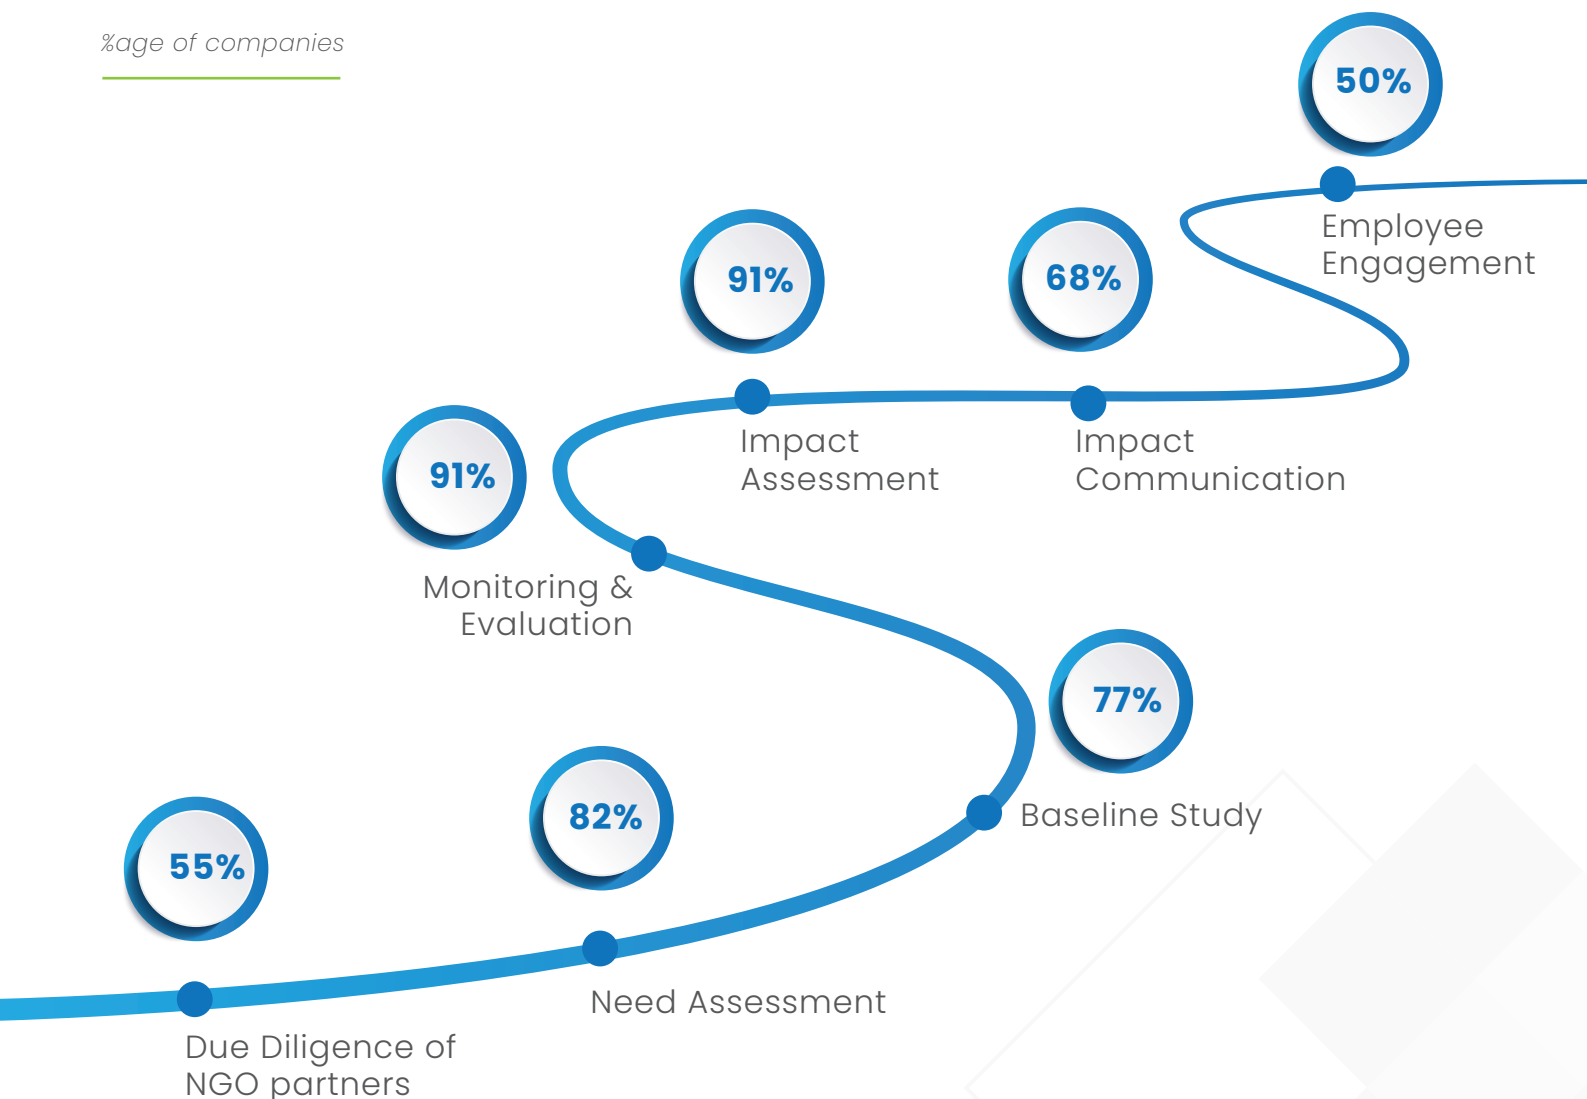 %age of companies
50%
Employee
Engagement
91%
Impact
Assessment
68%
Impact
Communication
91%
Monitoring &
Evaluation
77%
Baseline Study
82%
Need Assessment
55%
Due Diligence of
NGO partners